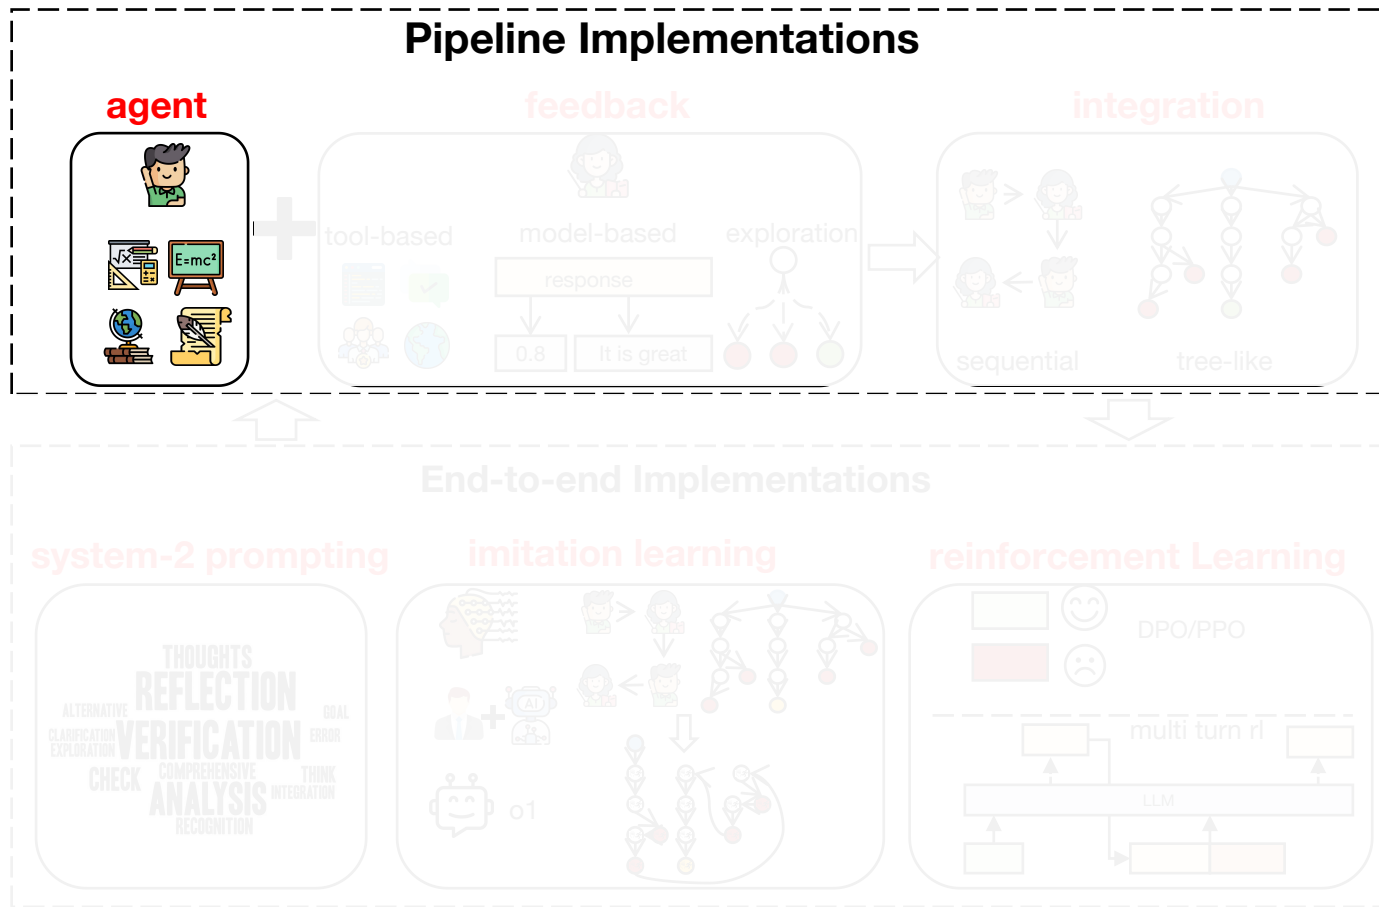 Pipeline Implementations
agent
feedback
integration
√x
E=mc²
tool-based
model-based
exploration
response
0.8
It is great
sequential
tree-like
End-to-end Implementations
system-2 prompting
imitation learning
reinforcement Learning
THOUGHTS
REFLECTION
ALTERNATIVE
GOAL
CLARIFICATION
VERIFICATION
ERROR
EXPLORATION
COMPREHENSIVE
CHECK
THINK
ANALYSIS
INTEGRATION
RECOGNITION
AI
o1
DPO/PPO
multi turn rl
LLM